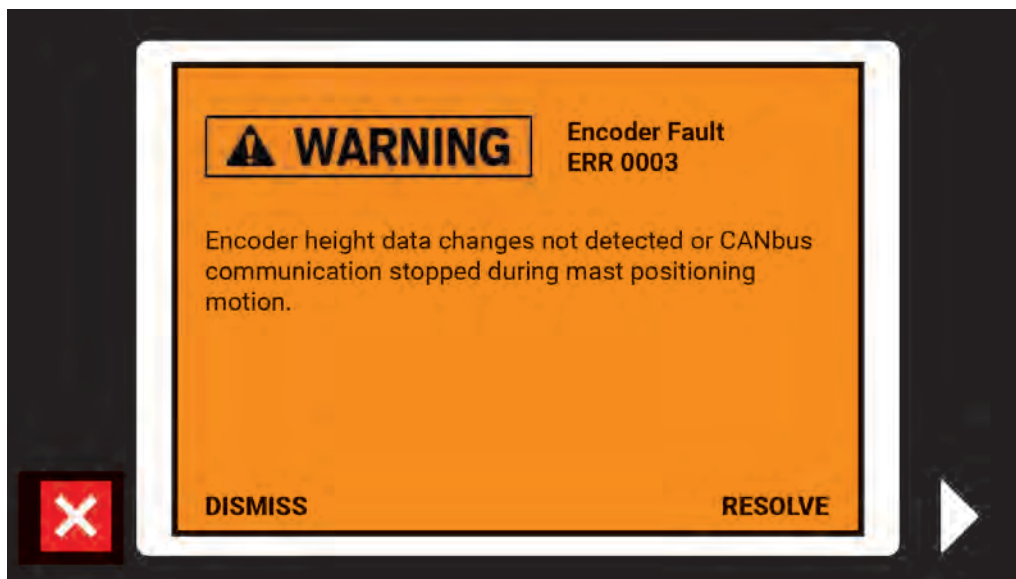 WARNING
Encoder Fault
ERR 0003
Encoder height data changes not detected or CANbus
communication stopped during mast positioning
motion.
DISMISS
RESOLVE